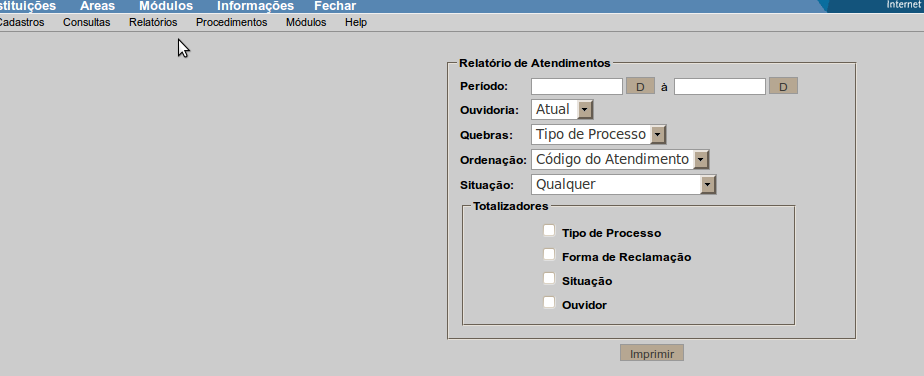 stituições Areas Módulos Informações Fechar Internet
Cadastros Consultas Relatórios Procedimentos Módulos Help
Relatório de Atendimentos
Período: D à D
Ouvidoria: Atual
Quebras: Tipo de Processo
Ordenação: Código do Atendimento
Situação: Qualquer
Totalizadores
Tipo de Processo
Forma de Reclamação
Situação
Ouvidor
Imprimir